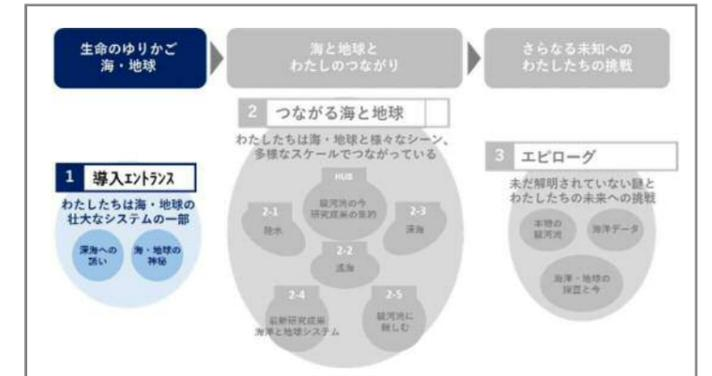 生命のゆりかご
海・地球
海と地球と
わたしのつながり
さらなる未知への
わたしたちの挑戦
1 導入エントランス
わたしたちは海・地球の
壮大なシステムの一部
深海への
誘い
海・地球の
神秘
2 つながる海と地球
わたしたちは海・地球と様々なシーン、
多様なスケールでつながっている
HUB
駿河湾の今
研究成果の集約
2-1
陸水
2-3
深海
2-2
浅海
2-4
最新研究成果
海洋と地球システム
2-5
駿河湾に
親しむ
3 エピローグ
未だ解明されていない謎と
わたしたちの未来への挑戦
本物の
駿河湾
海洋データ
海洋・地球の
探査と今